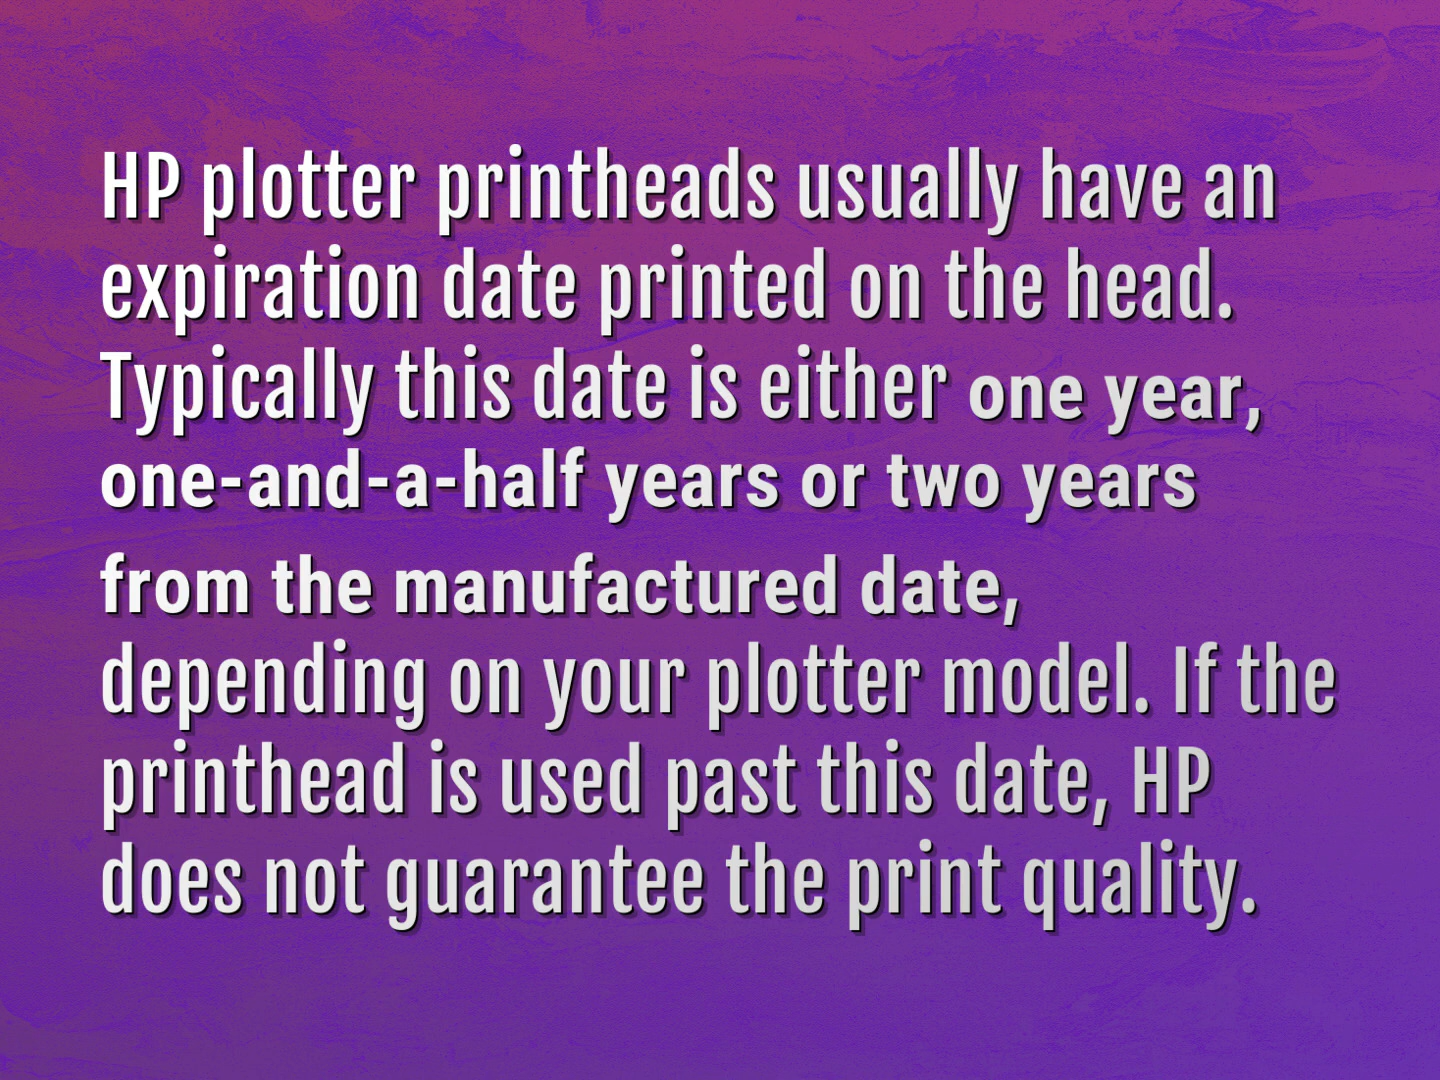 HP plotter printheads usually have an
expiration date printed on the head.
Typically this date is either one year,
one-and-a-half years or two years
from the manufactured date,
depending on your plotter model. If the
printhead is used past this date, HP
does not guarantee the print quality.